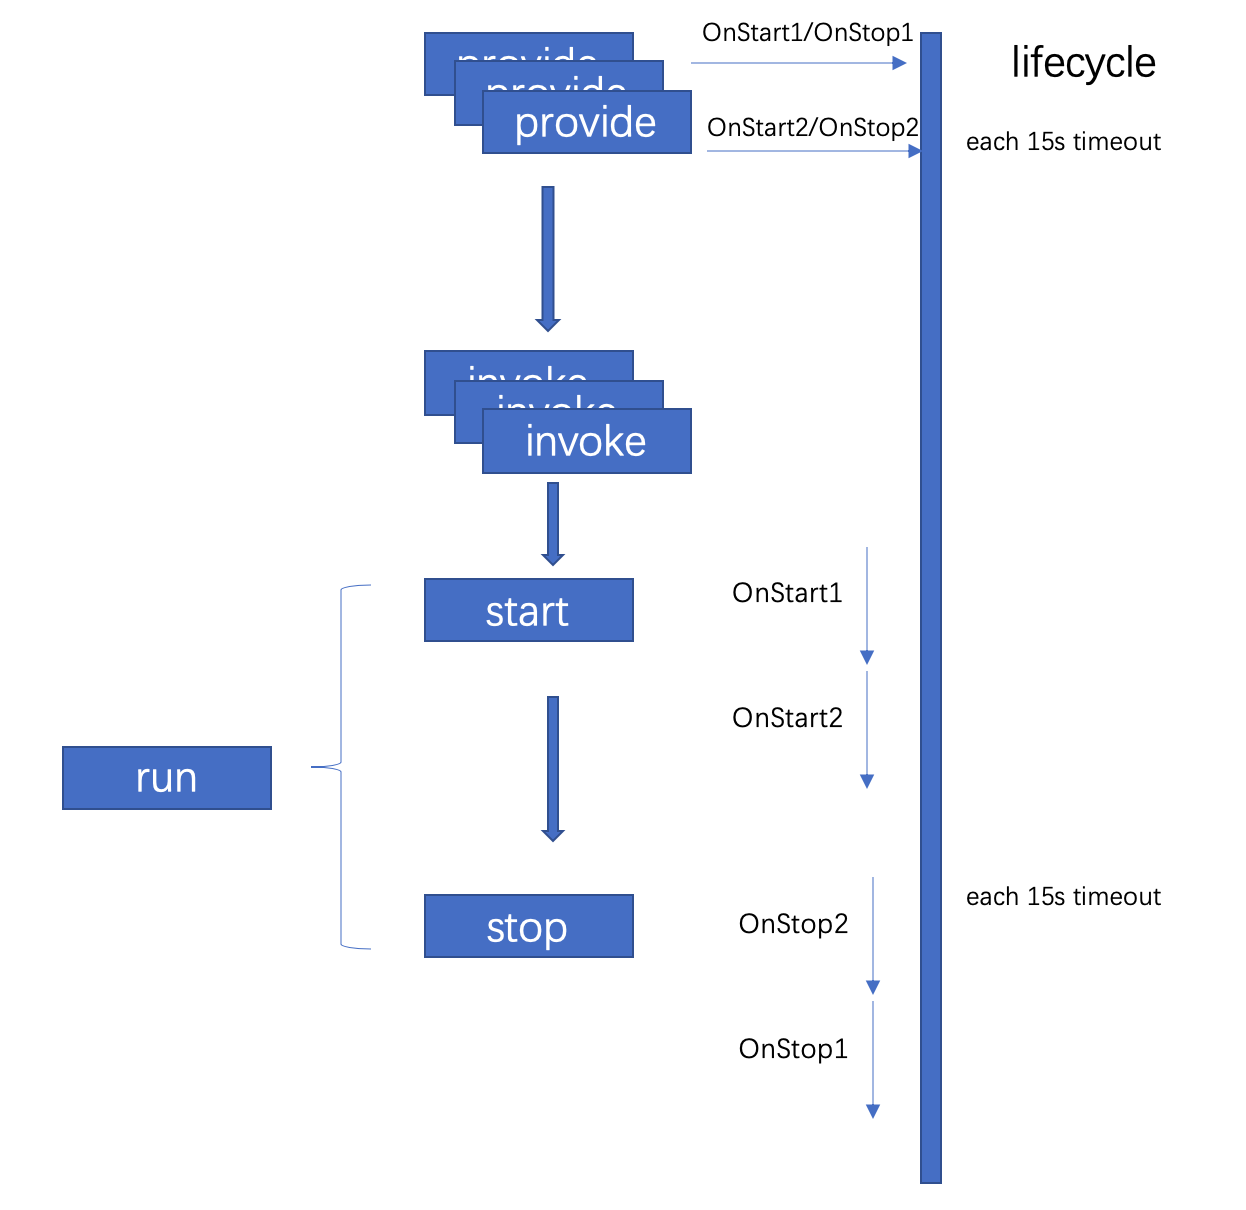 OnStart1/OnStop1
lifecycle
provide
provide
provide
OnStart2/OnStop2
each 15s timeout
invoke
invoke
invoke
start
OnStart1
OnStart2
run
stop
OnStop2
each 15s timeout
OnStop1